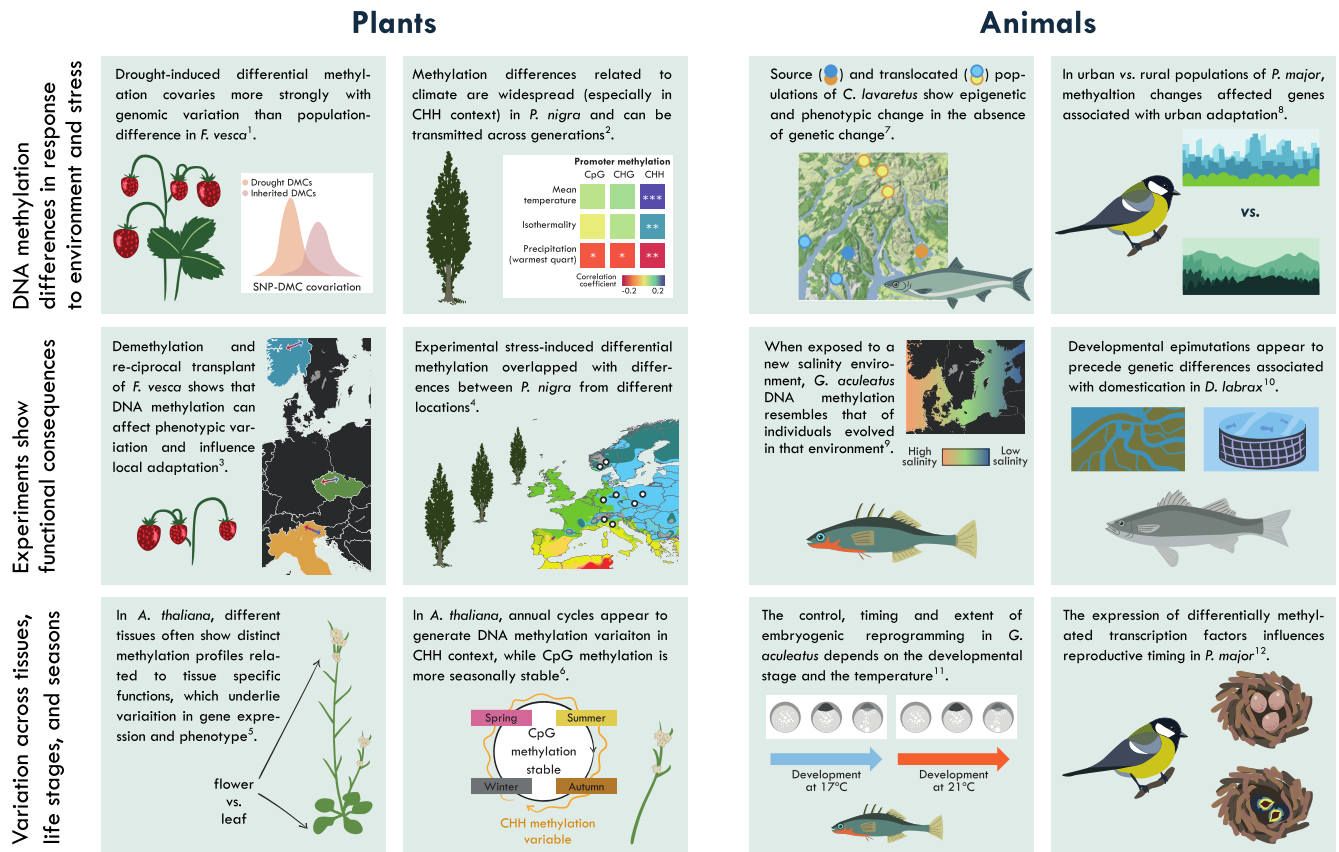 Plants
Animals
DNA methylation
differences in response
to environment and stress
Drought-induced differential methyl-
ation covaries more strongly with
genomic variation than population-
difference in F. vesca1.
Drought DMCs
Inherited DMCs
SNP-DMC covariation
Methylation differences related to
climate are widespread (especially in
CHH context) in P. nigra and can be
transmitted across generations2.
Promoter methylation
CpG CHG CHH
Mean
temperature
***
Isothermality
**
Precipitation
(warmest quart)
* * **
Correlation
coefficient
-0.2 0.2
Source ( ) and translocated ( ) pop-
ulations of C. lavaretus show epigenetic
and phenotypic change in the absence
of genetic change7.
In urban vs. rural populations of P. major,
methyaltion changes affected genes
associated with urban adaptation8.
vs.
Experiments show
functional consequences
Demethylation and
re-ciprocal transplant
of F. vesca shows that
DNA methylation can
affect phenotypic var-
iation and influence
local adaptation3.
Experimental stress-induced differential
methylation overlapped with differ-
ences between P. nigra from different
locations4.
When exposed to a
new salinity enviro-
nment, G. aculeatus
DNA methylation
resembles that of
individuals evolved
in that environment9.
High
salinity
Low
salinity
Developmental epimutations appear to
precede genetic differences associated
with domestication in D. labrax10.
Variation across tissues,
life stages, and seasons
In A. thaliana, different
tissues often show distinct
methylation profiles rela-
ted to tissue specific
functions, which underlie
variaition in gene expre-
ssion and phenotype5.
flower
vs.
leaf
In A. thaliana, annual cycles appear to
generate DNA methylation variaiton in
CHH context, while CpG methylation is
more seasonally stable6.
Spring Summer
CpG
methylation
stable
Winter Autumn
CHH methylation
variable
The control, timing and extent of
embryogenic reprogramming in G.
aculeatus depends on the developmental
stage and the temperature11.
Development
at 17°C
Development
at 21°C
The expression of differentially methyl-
ated transcription factors influences
reproductive timing in P. major12.